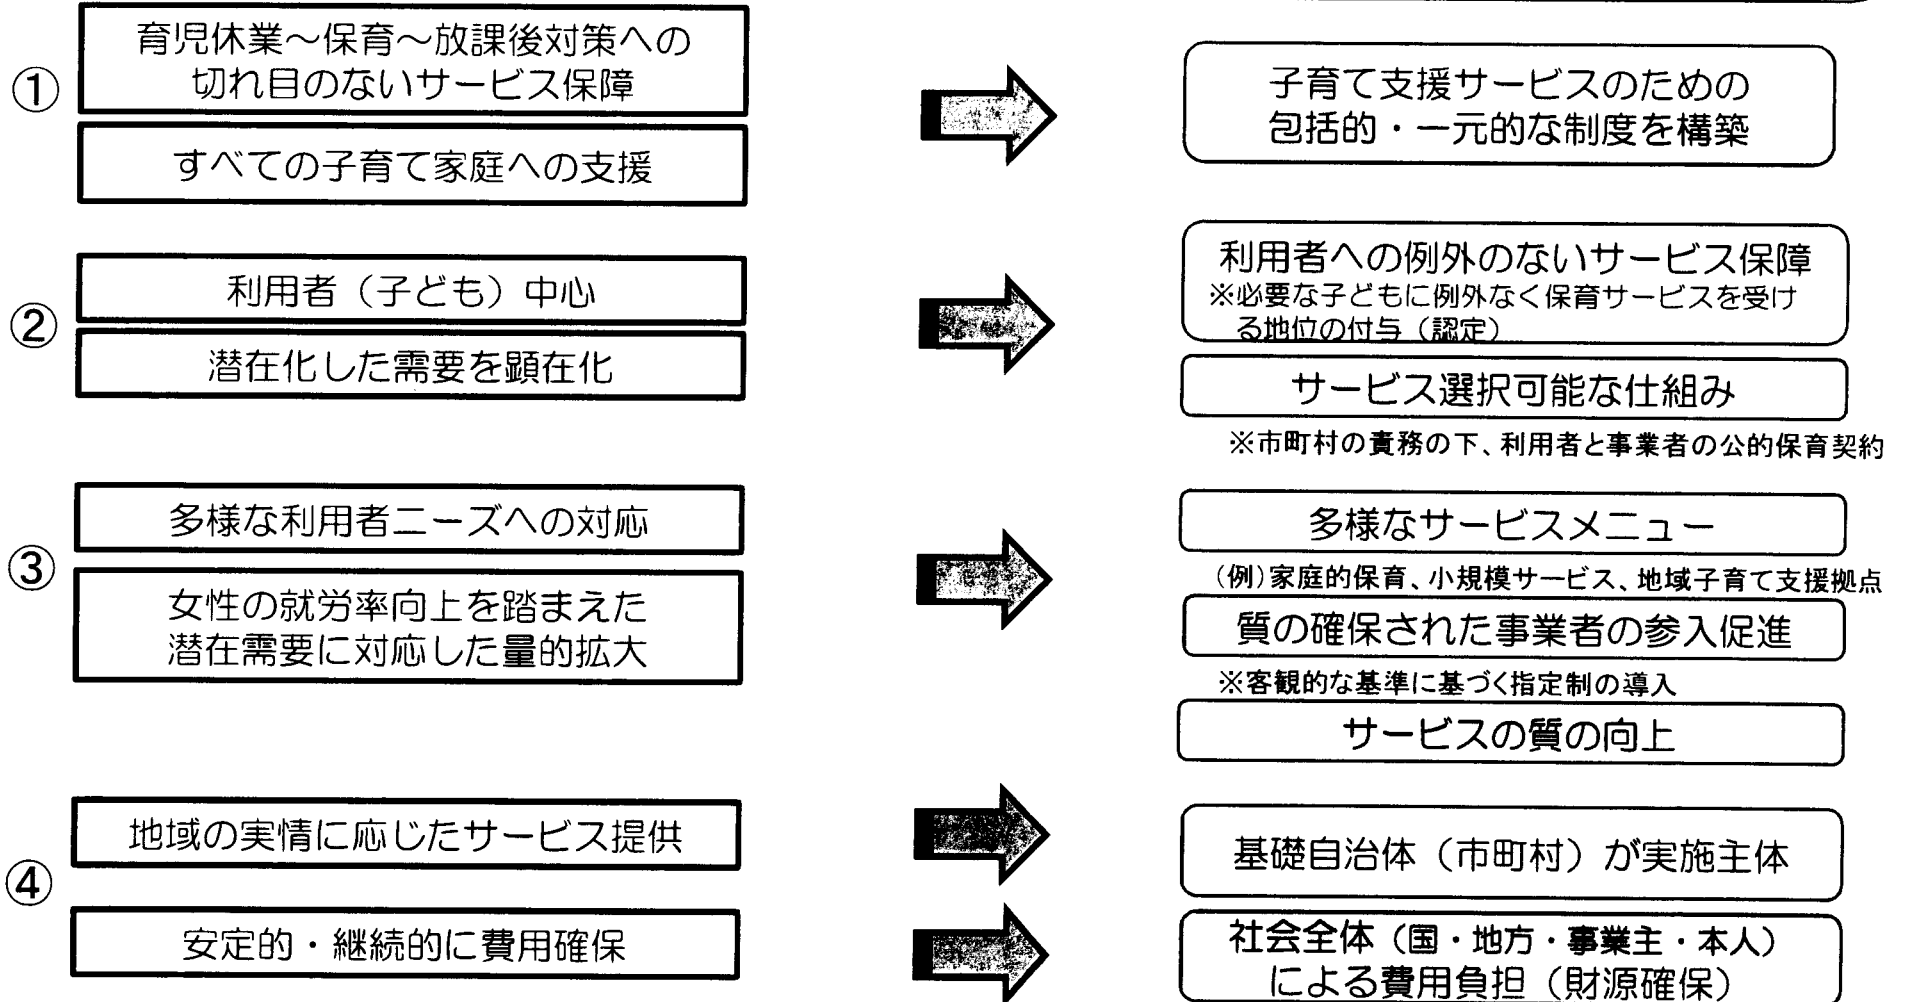 ①
育児休業～保育～放課後対策への
切れ目のないサービス保障
すべての子育て家庭への支援
子育て支援サービスのための
包括的・一元的な制度を構築
②
利用者（子ども）中心
潜在化した需要を顕在化
利用者への例外のないサービス保障
※必要な子どもに例外なく保育サービスを受け
る地位の付与（認定）
サービス選択可能な仕組み
※市町村の責務の下、利用者と事業者の公的保育契約
③
多様な利用者ニーズへの対応
女性の就労率向上を踏まえた
潜在需要に対応した量的拡大
多様なサービスメニュー
（例）家庭的保育、小規模サービス、地域子育て支援拠点
質の確保された事業者の参入促進
※客観的な基準に基づく指定制の導入
サービスの質の向上
④
地域の実情に応じたサービス提供
基礎自治体（市町村）が実施主体
安定的・継続的に費用確保
社会全体（国・地方・事業主・本人）
による費用負担（財源確保）